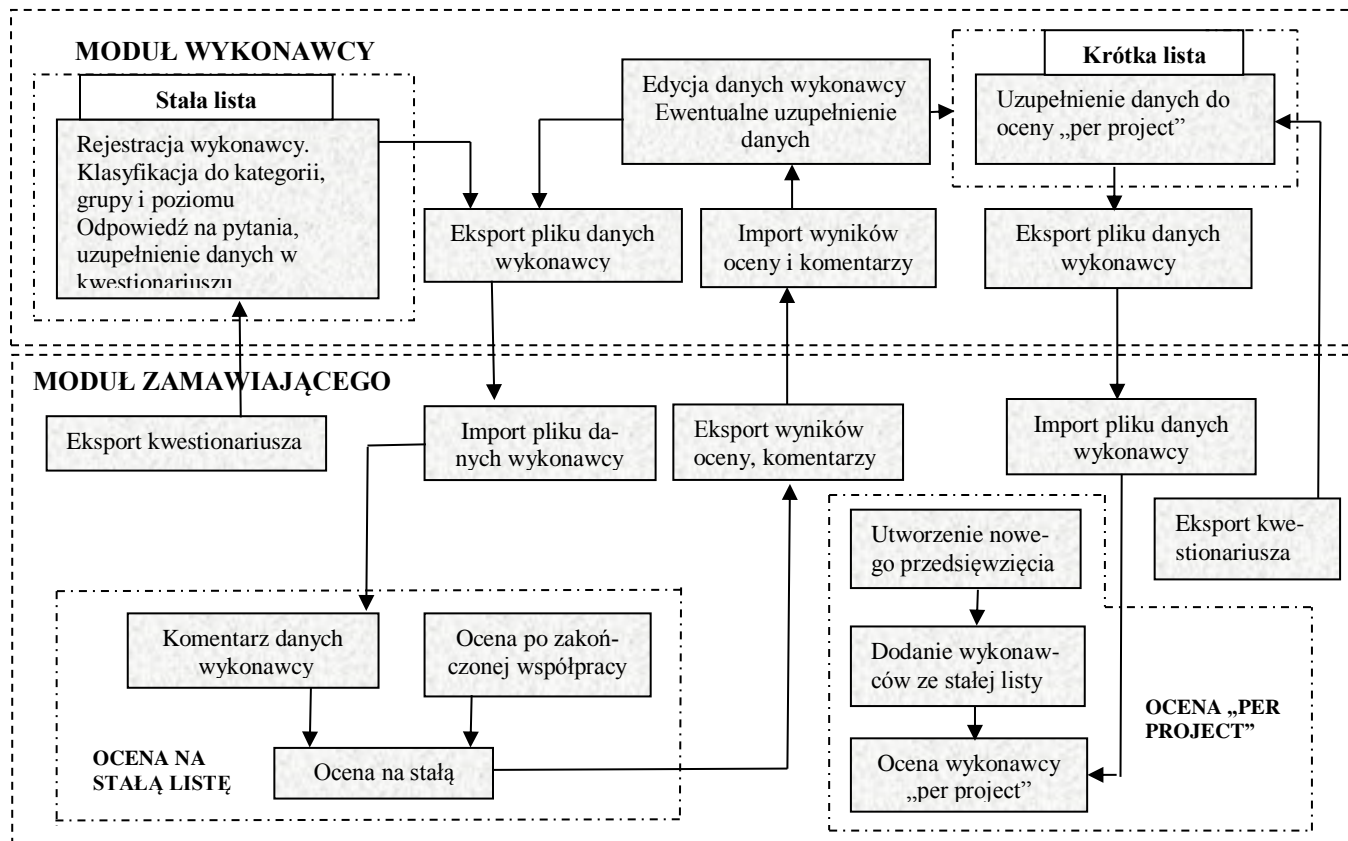 MODUŁ WYKONAWCY
Stała lista
Rejestracja wykonawcy.
Klasyfikacja do kategorii,
grupy i poziomu
Odpowiedź na pytania,
uzupełnienie danych w
kwestionariuszu
Eksport pliku danych
wykonawcy
Edycja danych wykonawcy
Ewentualne uzupełnienie
danych
Import wyników
oceny i komentarzy
Krótka lista
Uzupełnienie danych do
oceny „per project”
Eksport pliku danych
wykonawcy
MODUŁ ZAMAWIAJĄCEGO
Eksport kwestionariusza
Import pliku da-
nych wykonawcy
Eksport wyników
oceny, komentarzy
Import pliku danych
wykonawcy
Eksport kwe-
stionariusza
Utworzenie nowe-
go przedsięwzięcia
Komentarz danych
wykonawcy
Ocena po zakoń-
czonej współpracy
Dodanie wykonaw-
ców ze stałej listy
OCENA „PER
PROJECT”
OCENA NA
STAŁĄ LISTĘ
Ocena na stałą
Ocena wykonawcy
„per project”